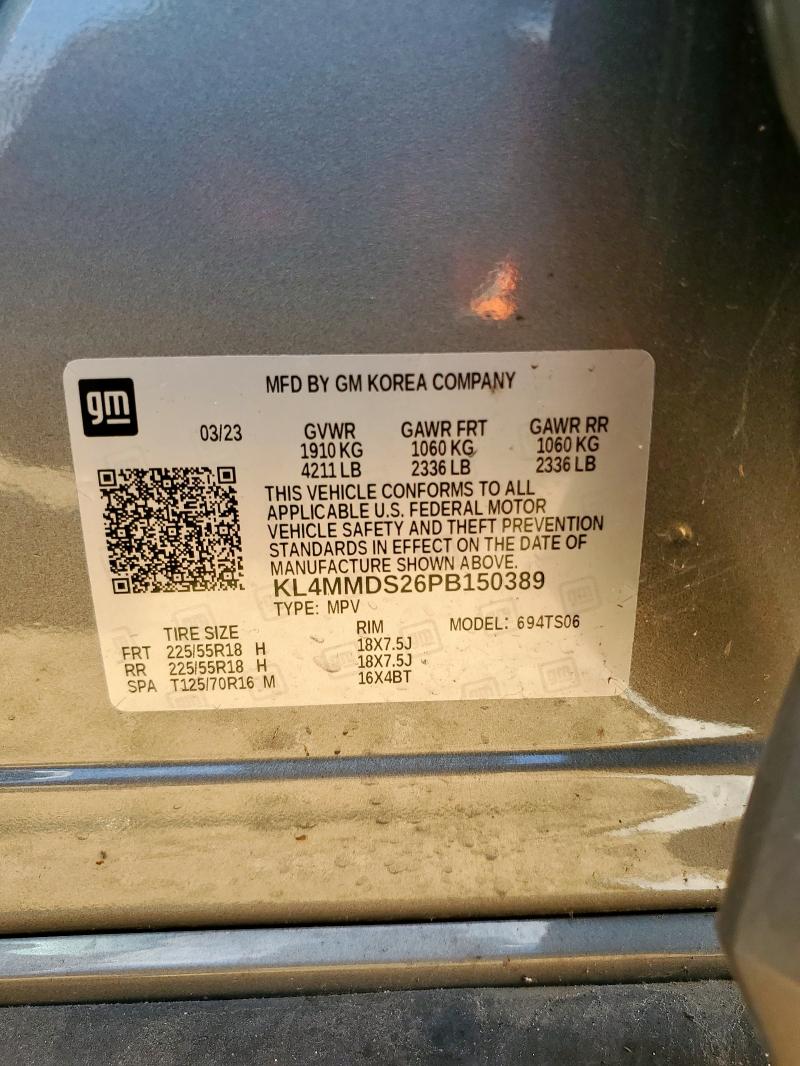 gm
MFD BY GM KOREA COMPANY
03/23 GVWR GAWR FRT GAWR RR
1910 KG 1060 KG 1060 KG
4211 LB 2336 LB 2336 LB
THIS VEHICLE CONFORMS TO ALL
APPLICABLE U.S. FEDERAL MOTOR
VEHICLE SAFETY AND THEFT PREVENTION
STANDARDS IN EFFECT ON THE DATE OF
MANUFACTURE SHOWN ABOVE.
KL4MMDS26PB150389
TYPE: MPV MODEL: 694TS06
TIRE SIZE RIM
FRT 225/55R18 H 18X7.5J
RR 225/55R18 H 18X7.5J
SPA T125/70R16 M 16X4BT